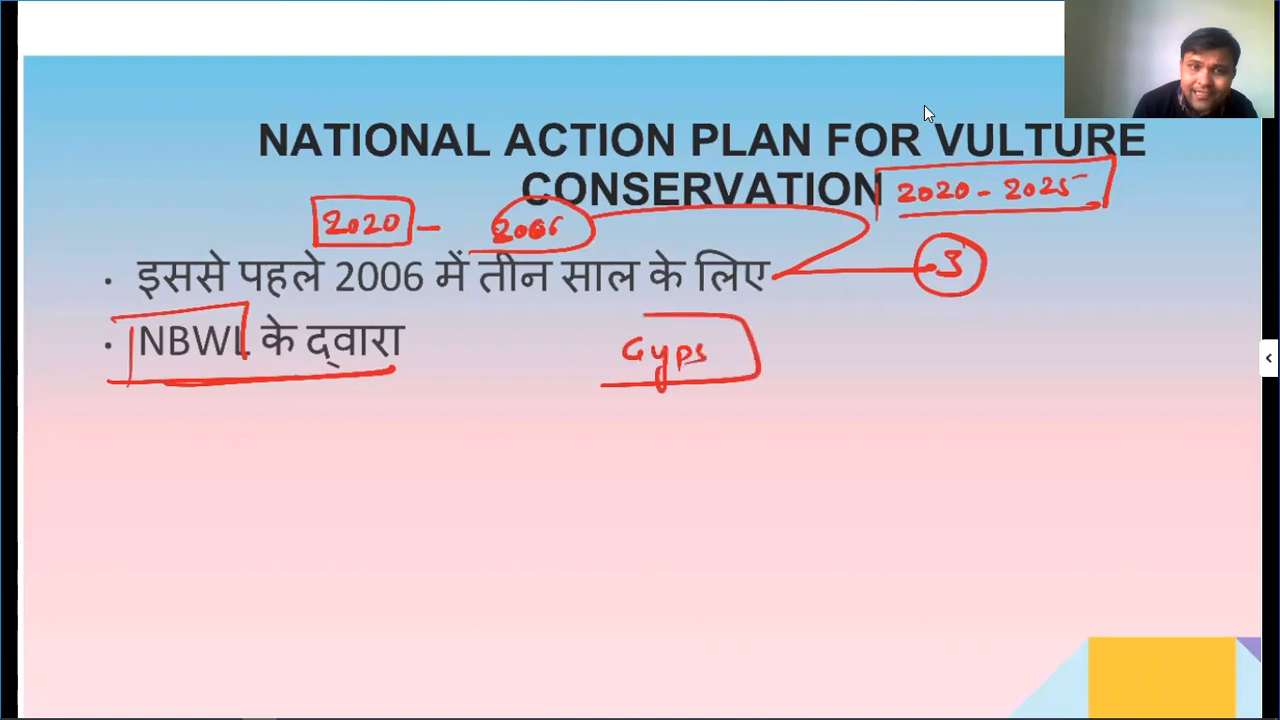 NATIONAL ACTION PLAN FOR VULTURE
CONSERVATION 2020 - 2025
2020 - 2006
इससे पहले 2006 में तीन साल के लिए 3
NBWL के द्वारा
Gyps